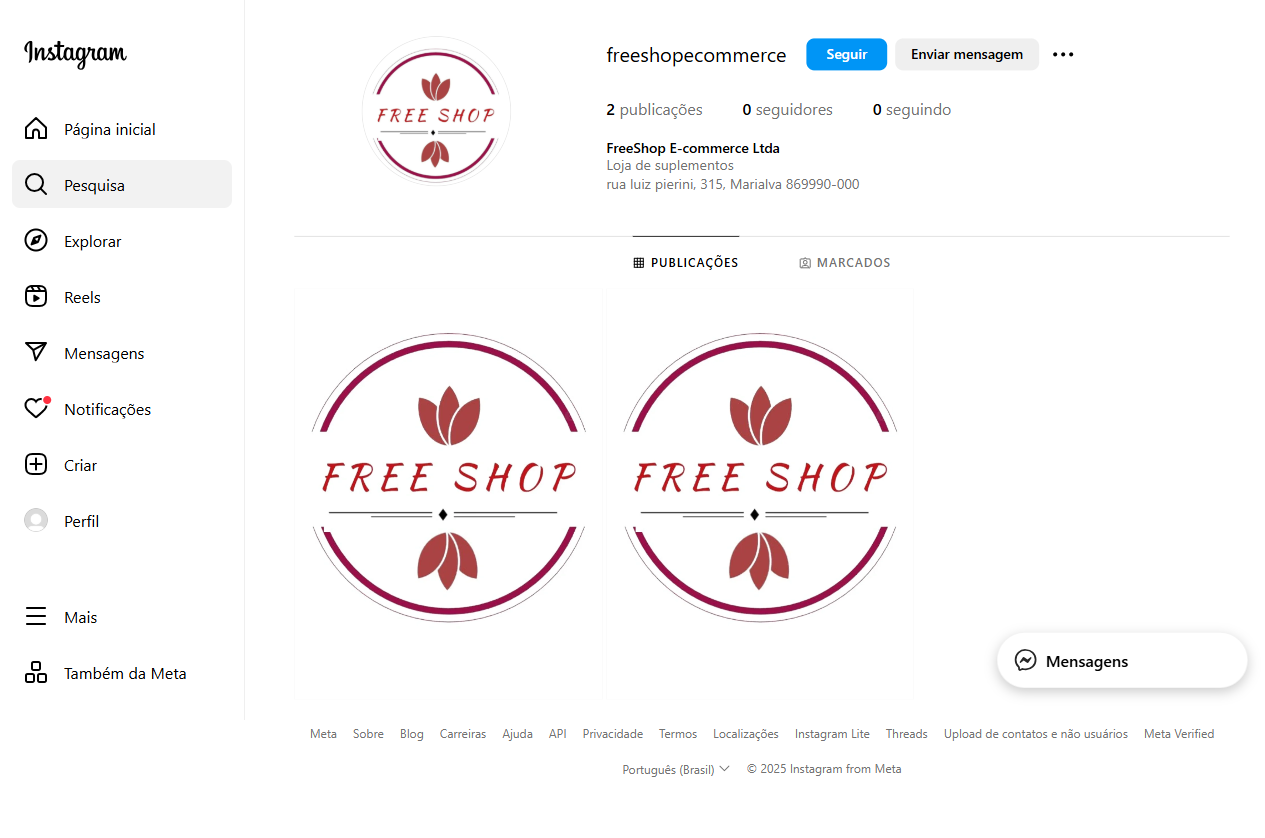 Instagram
Página inicial
Pesquisa
Explorar
Reels
Mensagens
Notificações
Criar
Perfil
Mais
Também da Meta
FREE SHOP
freeshopecommerce
Seguir
Enviar mensagem
2 publicações 0 seguidores 0 seguindo
FreeShop E-commerce Ltda
Loja de suplementos
rua luiz pierini, 315, Marialva 869990-000
PUBLICAÇÕES
MARCADOS
FREE SHOP
FREE SHOP
Mensagens
Meta Sobre Blog Carreiras Ajuda API Privacidade Termos Localizações Instagram Lite Threads Upload de contatos e não usuários Meta Verified
Português (Brasil) © 2025 Instagram from Meta